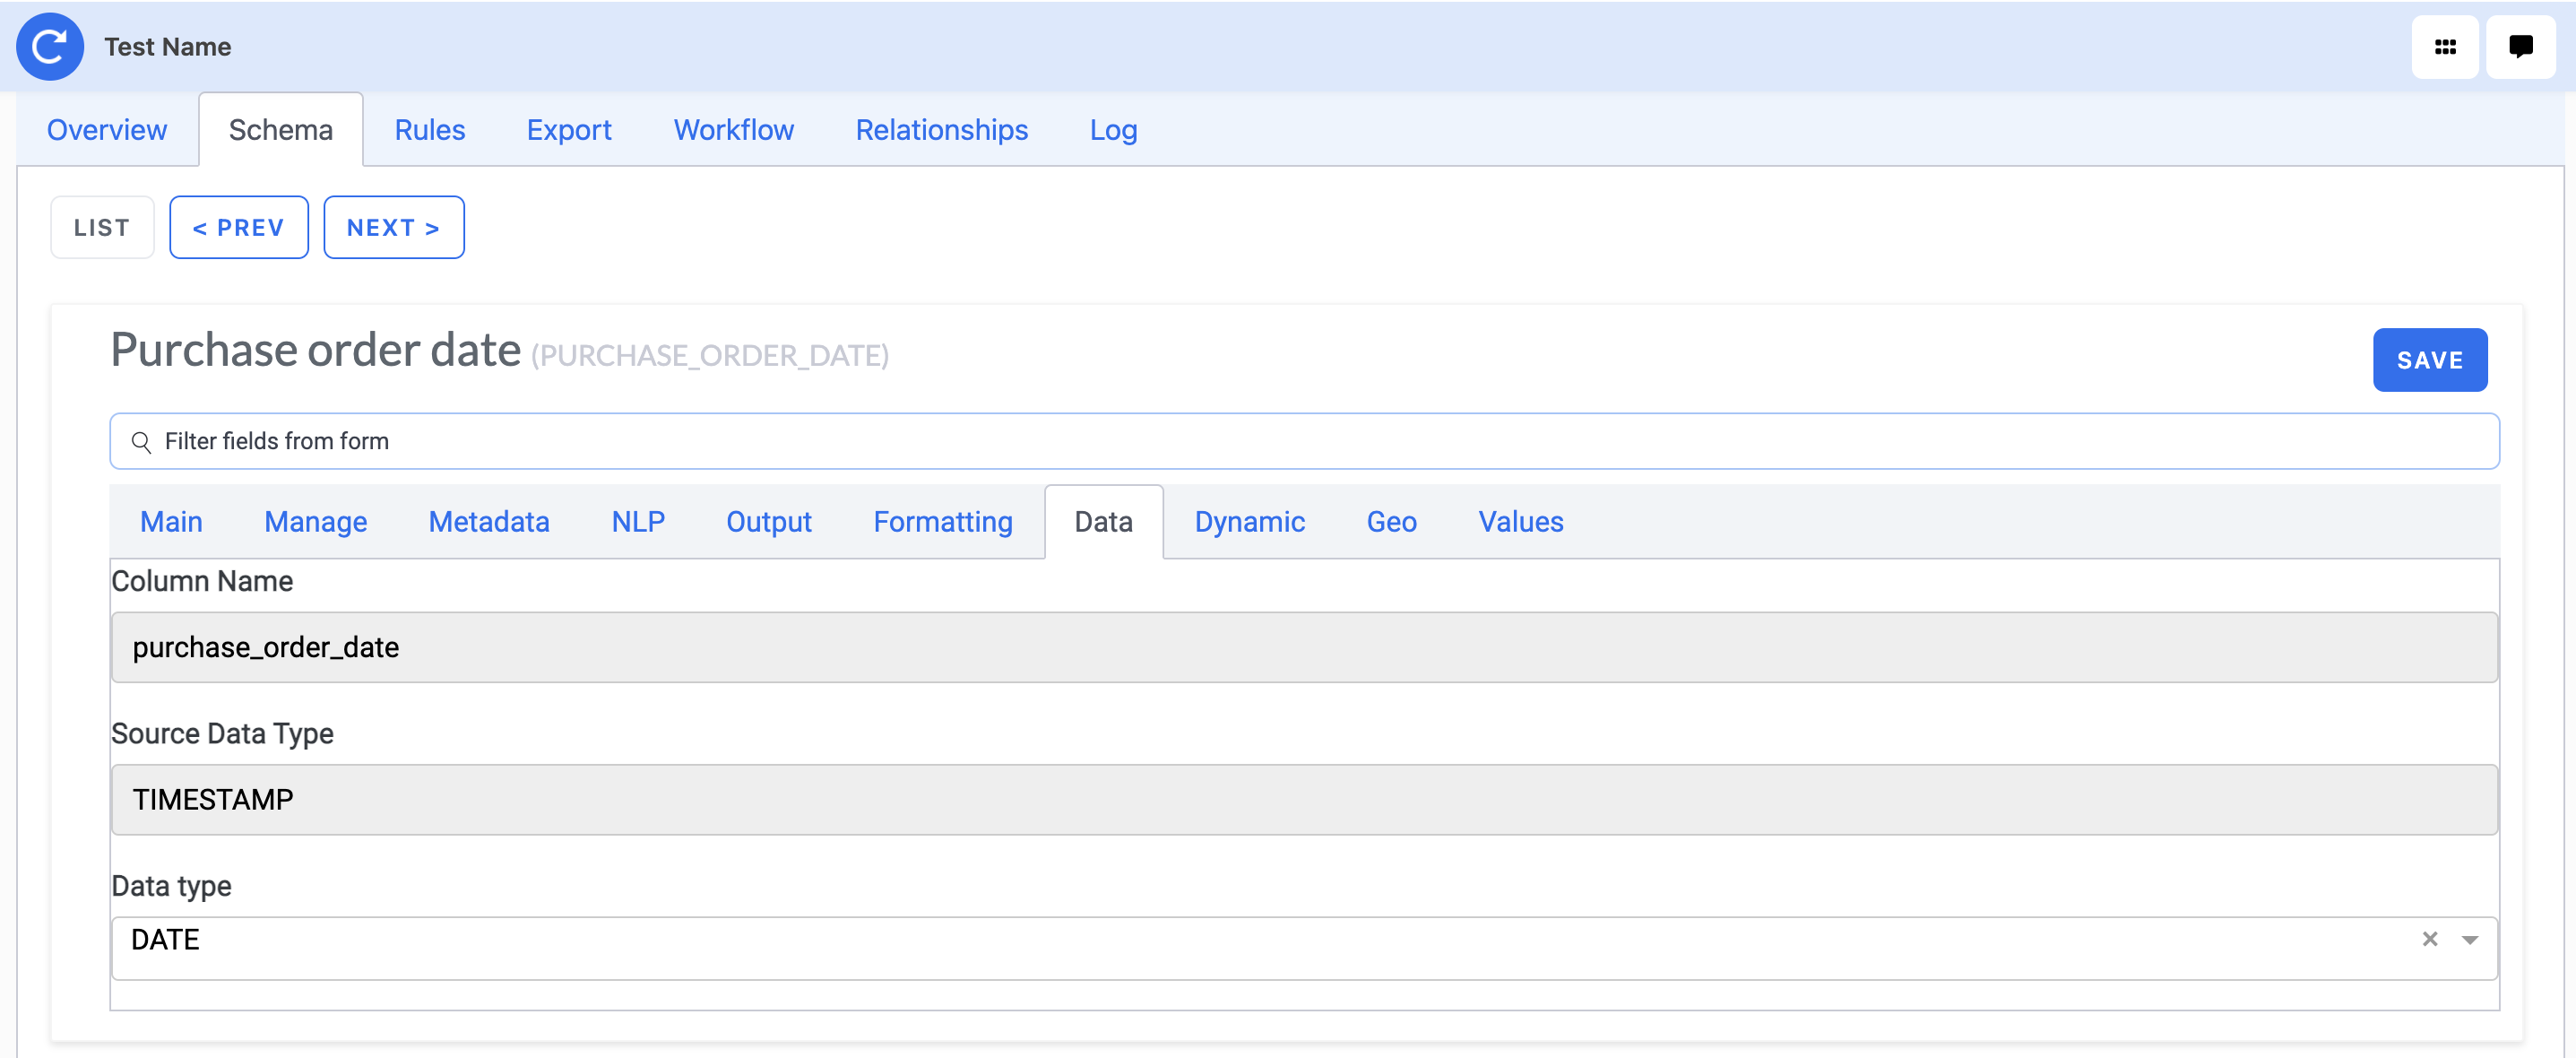 Test Name
Overview Schema Rules Export Workflow Relationships Log
LIST < PREV NEXT >
Purchase order date (PURCHASE_ORDER_DATE)
SAVE
Filter fields from form
Main Manage Metadata NLP Output Formatting Data Dynamic Geo Values
Column Name
purchase_order_date
Source Data Type
TIMESTAMP
Data type
DATE